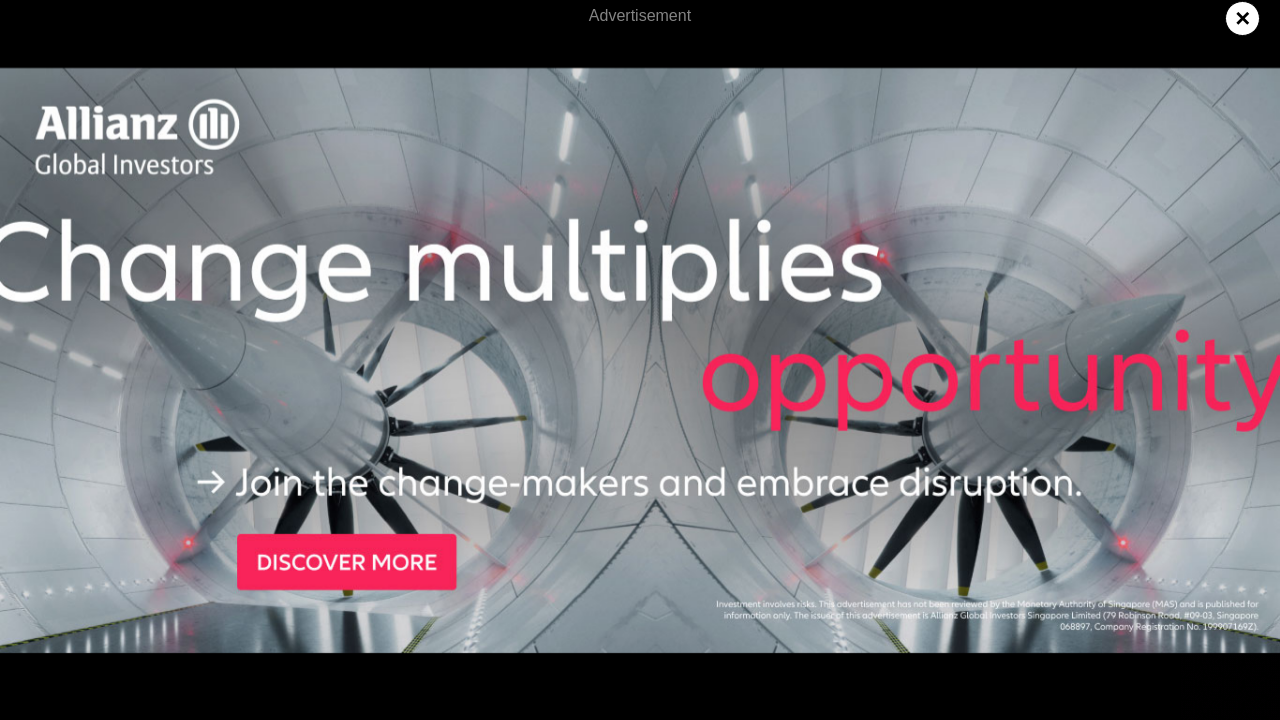 Advertisement
Allianz
Global Investors
Change multiplies
opportunity
→ Join the change-makers and embrace disruption.
DISCOVER MORE
Investment involves risks. This advertisement has not been reviewed by the Monetary Authority of Singapore (MAS) and is published for
information only. The issuer of this advertisement is Allianz Global Investors Singapore Limited (79 Robinson Road, #09-03, Singapore
068897, Company Registration No. 199907169Z).